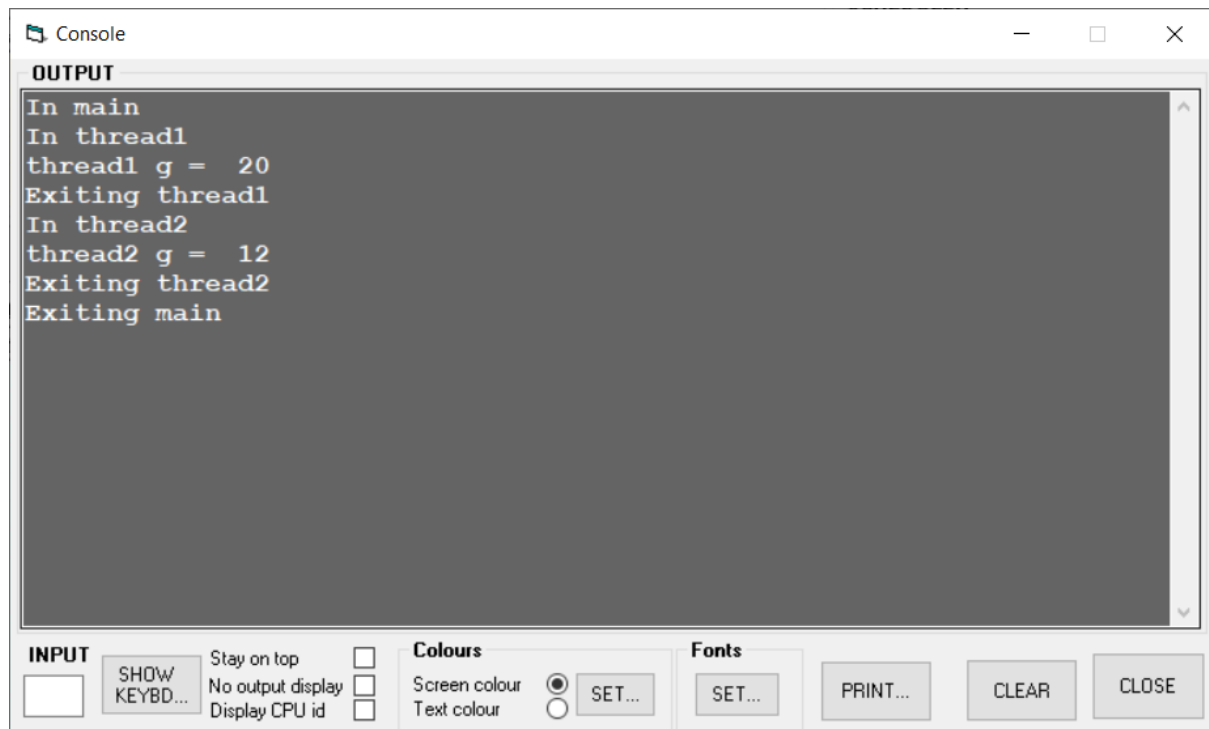 Console
OUTPUT
In main
In thread1
thread1 g =  20
Exiting thread1
In thread2
thread2 g =  12
Exiting thread2
Exiting main
INPUT
SHOW KEYBD...
Stay on top
No output display
Display CPU id
Colours
Screen colour
Text colour
SET...
Fonts
SET...
PRINT...
CLEAR
CLOSE